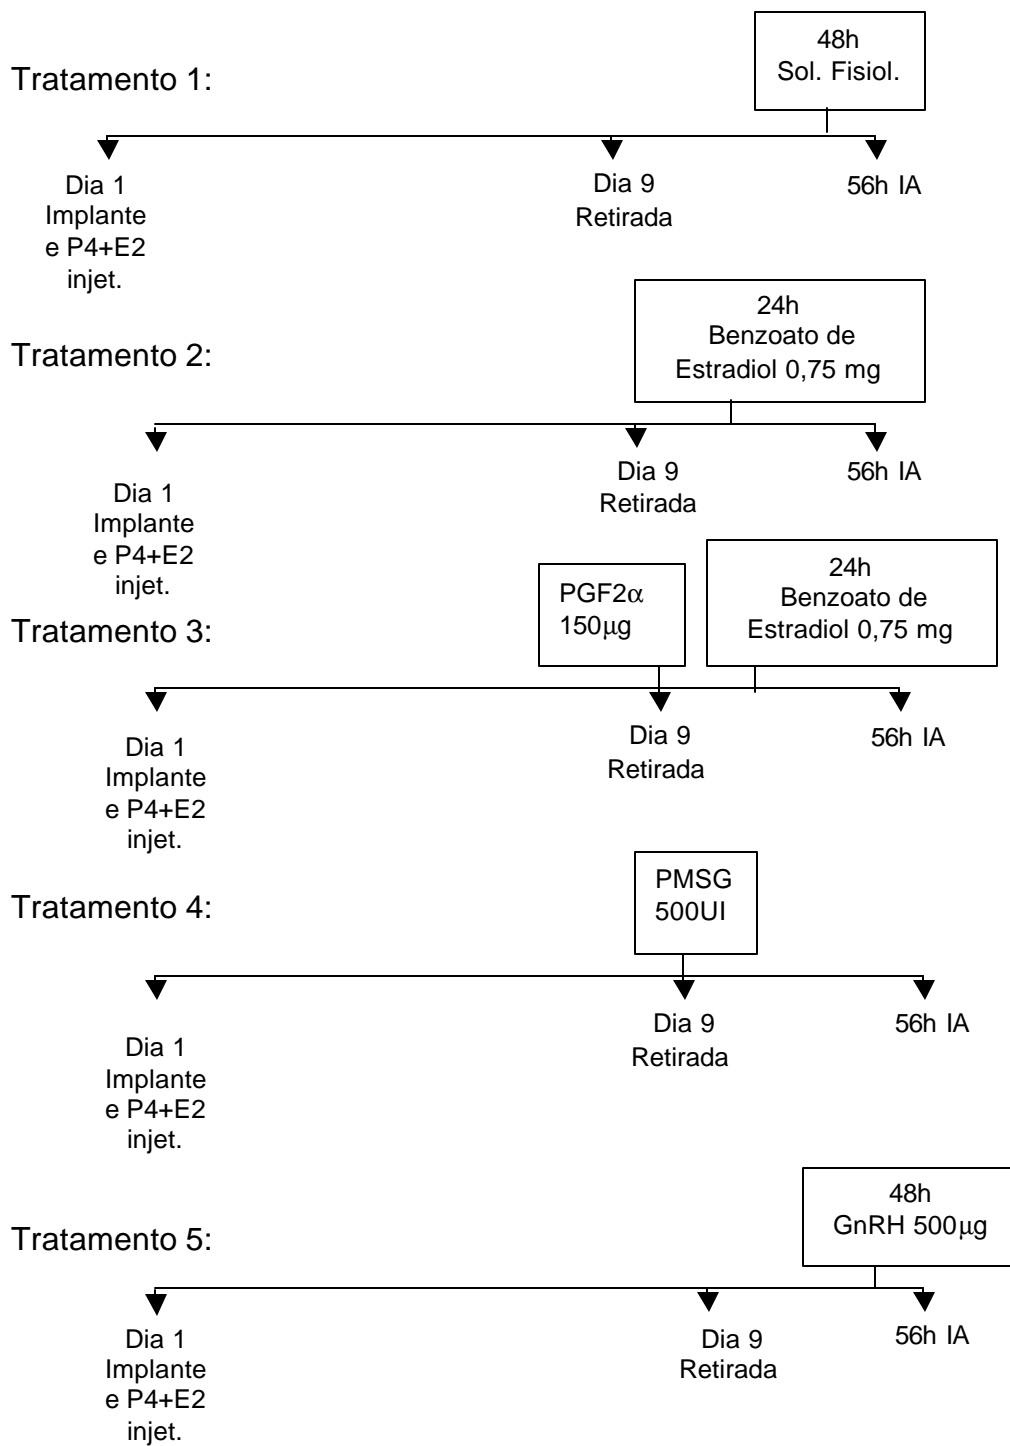 48h
Sol. Fisiol.
Tratamento 1:
Dia 1
Implante
e P4+E2
injet.
Dia 9
Retirada
56h IA
24h
Benzoato de
Estradiol 0,75 mg
Tratamento 2:
Dia 1
Implante
e P4+E2
injet.
Dia 9
Retirada
56h IA
PGF2α
150µg
24h
Benzoato de
Estradiol 0,75 mg
Tratamento 3:
Dia 1
Implante
e P4+E2
injet.
Dia 9
Retirada
56h IA
PMSG
500UI
Tratamento 4:
Dia 1
Implante
e P4+E2
injet.
Dia 9
Retirada
56h IA
48h
GnRH 500µg
Tratamento 5:
Dia 1
Implante
e P4+E2
injet.
Dia 9
Retirada
56h IA